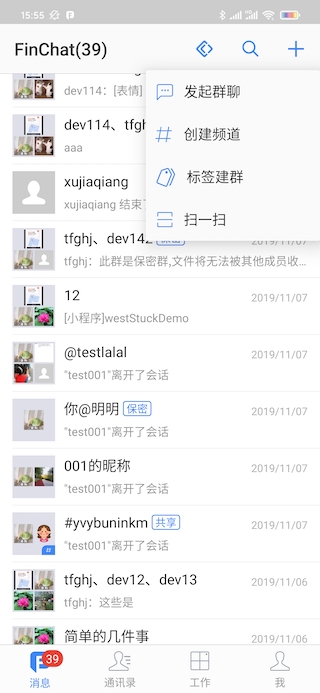 15:55
FinChat(39)
dev114：[表情]
发起群聊
dev114、tfgh
aaa
创建频道
xujiaqiang
xujiaqiang 结束了
标签建群
扫一扫
tfghj、dev142 保密
tfghj：此群是保密群,文件将无法被其他成员收...
12
2019/11/07
[小程序]westStuckDemo
@testlalal
2019/11/07
"test001"离开了会话
你@明明 保密
2019/11/07
"test001"离开了会话
001的昵称
2019/11/07
"test001"离开了会话
#yvybuninkm 共享
2019/11/07
"test001"离开了会话
tfghj、dev12、dev13
2019/11/06
tfghj：这些是
简单的几件事
2019/11/06
39
消息
通讯录
工作
我